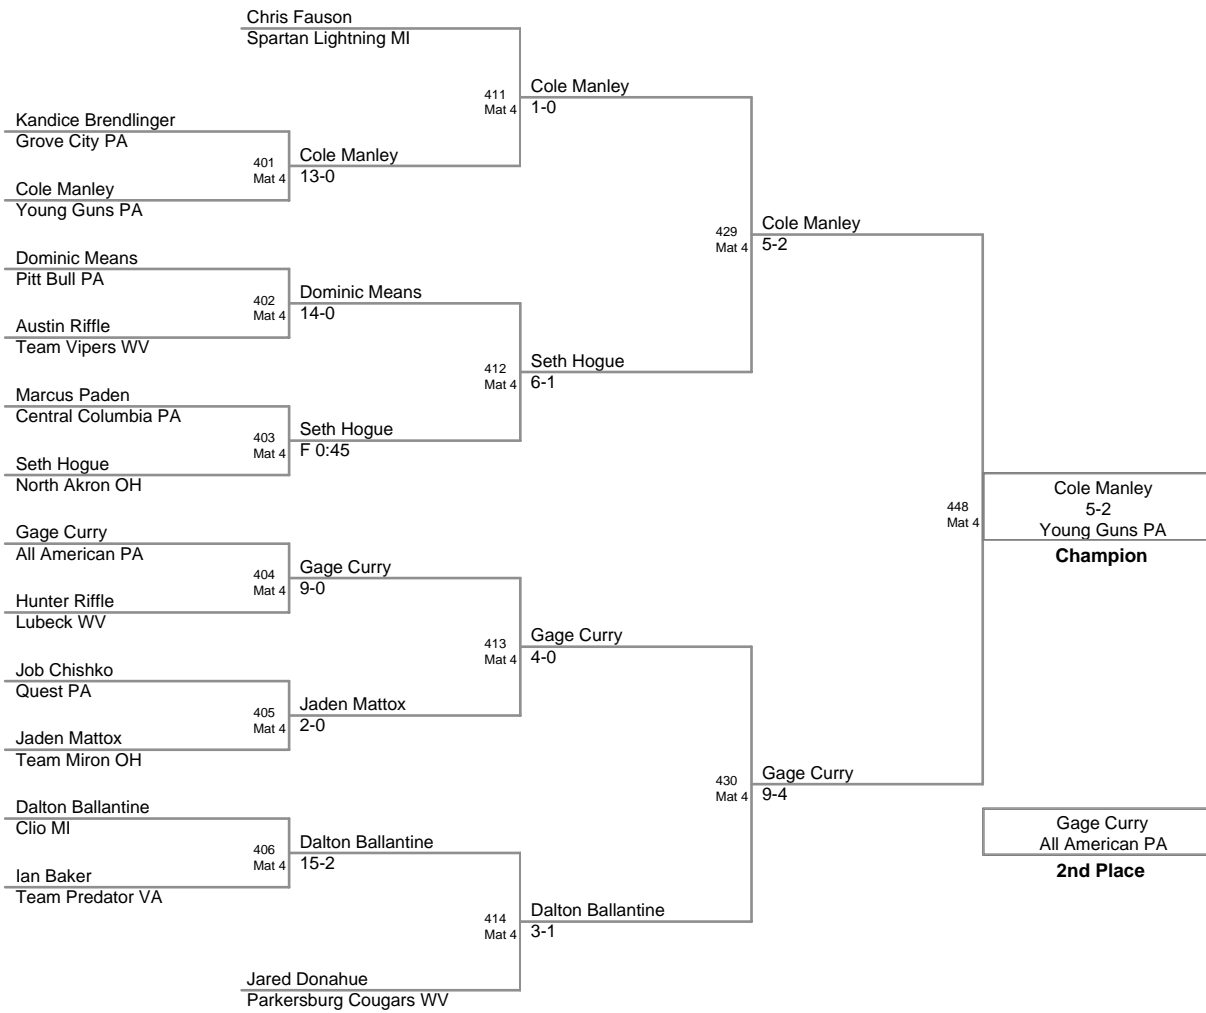 Chris Fauson
Spartan Lightning MI
411
Mat 4
Cole Manley
1-0
Kandice Brendlinger
Grove City PA
401
Mat 4
Cole Manley
13-0
Cole Manley
Young Guns PA
429
Mat 4
Cole Manley
5-2
Dominic Means
Pitt Bull PA
402
Mat 4
Dominic Means
14-0
Austin Riffle
Team Vipers WV
412
Mat 4
Seth Hogue
6-1
Marcus Paden
Central Columbia PA
403
Mat 4
Seth Hogue
F 0:45
Seth Hogue
North Akron OH
448
Mat 4
Cole Manley
5-2
Young Guns PA
Champion
Gage Curry
All American PA
404
Mat 4
Gage Curry
9-0
Hunter Riffle
Lubeck WV
413
Mat 4
Gage Curry
4-0
Job Chishko
Quest PA
405
Mat 4
Jaden Mattox
2-0
Jaden Mattox
Team Miron OH
430
Mat 4
Gage Curry
9-4
Dalton Ballantine
Clio MI
406
Mat 4
Dalton Ballantine
15-2
Ian Baker
Team Predator VA
Gage Curry
All American PA
2nd Place
414
Mat 4
Dalton Ballantine
3-1
Jared Donahue
Parkersburg Cougars WV